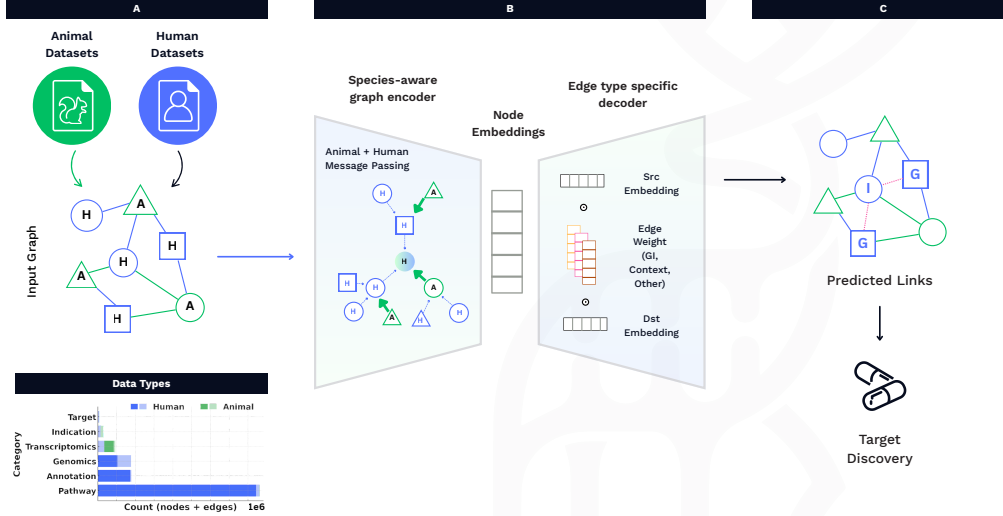 A
Animal
Datasets
Human
Datasets
Input Graph
H
A
H
H
A
H
A
Data Types
Human
Animal
Category
Target
Indication
Transcriptomics
Genomics
Annotation
Pathway
Count (nodes + edges)
1e6
B
Species-aware
graph encoder
Animal + Human
Message Passing
H
A
H
H
H
H
A
H
A
H
H
Node
Embeddings
Edge type specific
decoder
Src
Embedding
Edge
Weight
(GI,
Context,
Other)
Dst
Embedding
C
G
I
G
Predicted Links
Target
Discovery